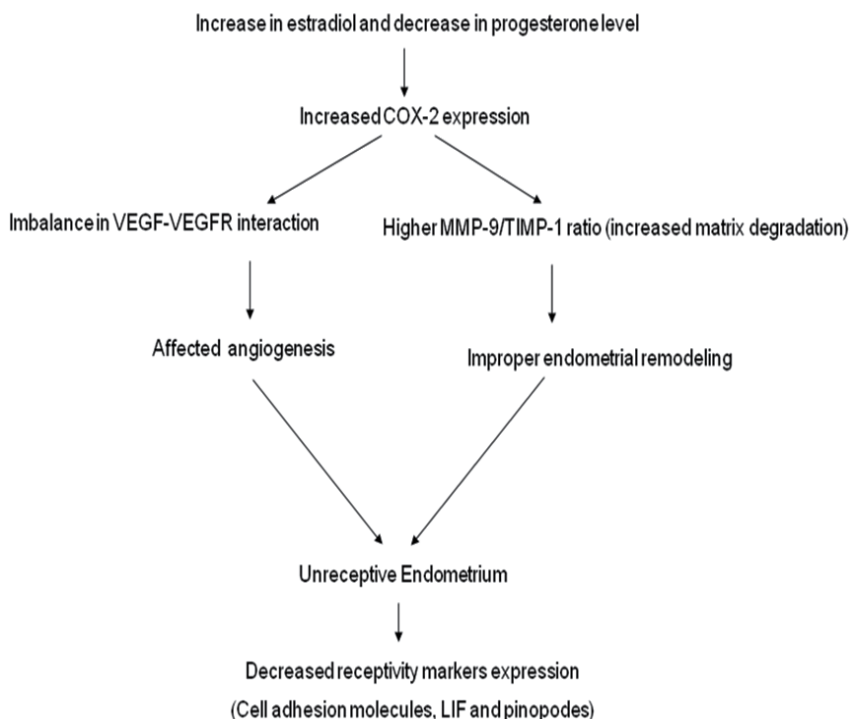 Increase in estradiol and decrease in progesterone level
Increased COX-2 expression
Imbalance in VEGF-VEGFR interaction
Higher MMP-9/TIMP-1 ratio (increased matrix degradation)
Affected angiogenesis
Improper endometrial remodeling
Unreceptive Endometrium
Decreased receptivity markers expression
(Cell adhesion molecules, LIF and pinopodes)